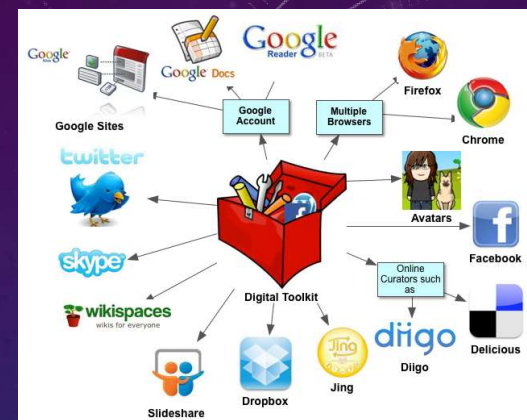 Google
Google Docs
Google
Reader BETA
Google Account
Multiple Browsers
Firefox
Chrome
Google Sites
twitter
Avatars
skype
Facebook
wikispaces
wikis for everyone
Digital Toolkit
Online
Curators such
as
Delicious
diigo
Diigo
Jing
Jing
Dropbox
Slideshare